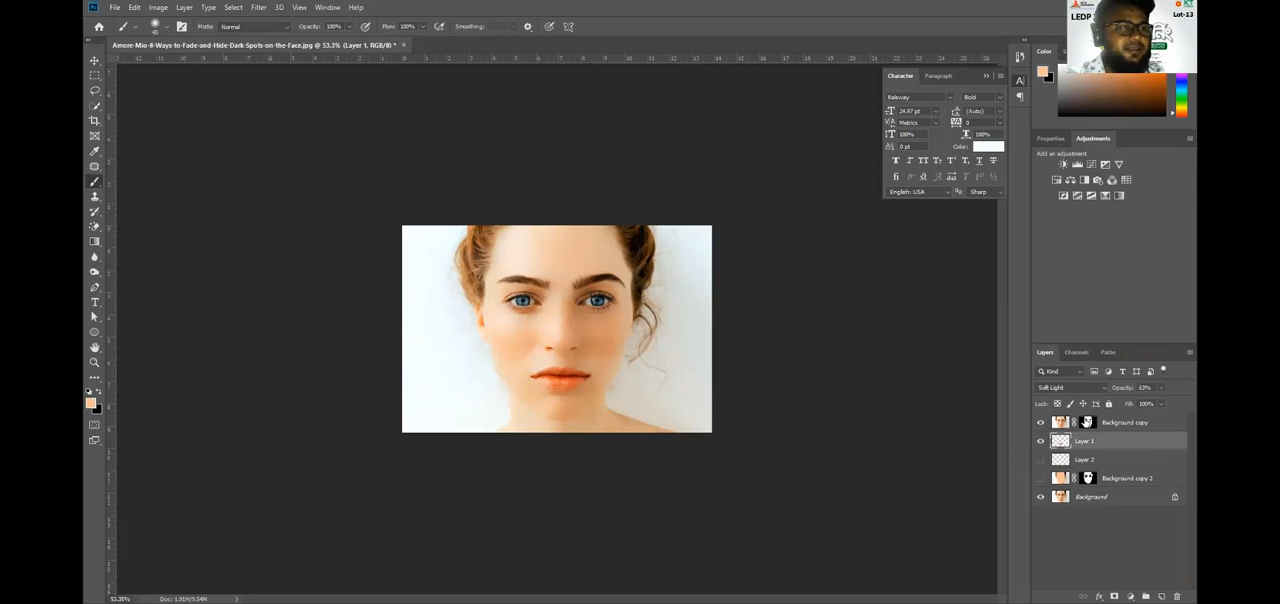 File Edit Image Layer Type Select Filter 3D View Window Help
LEDP
Lot-13
45 Mode: Normal Opacity: 100% Flow: 100% Smoothing:
Amore-Mio-8-Ways-to-Fade-and-Hide-Dark-Spots-on-the-Face.jpg @ 53.3% (Layer 1, RGB/8) *
Color
Character Paragraph
Raleway Bold
24.97 pt (Auto)
Metrics 0
100% 100%
0 pt Color:
English: USA Sharp
Properties Adjustments
Add an adjustment
Layers Channels Paths
Kind
Soft Light Opacity: 63%
Lock: Fill: 100%
Background copy
Layer 1
Layer 2
Background copy 2
Background
53.35% Doc: 1.91M/9.54M